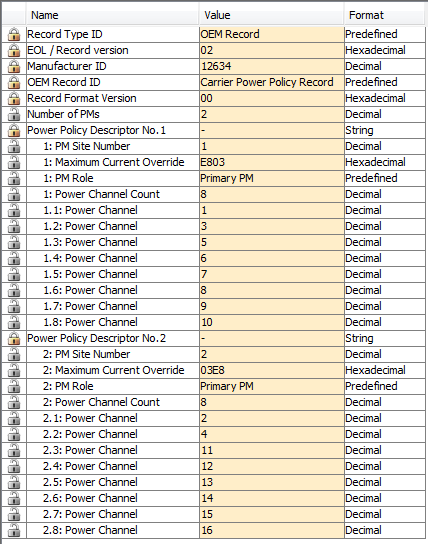 Name Value Format
Record Type ID OEM Record Predefined
EOL / Record version 02 Hexadecimal
Manufacturer ID 12634 Decimal
OEM Record ID Carrier Power Policy Record Predefined
Record Format Version 00 Hexadecimal
Number of PMs 2 Decimal
Power Policy Descriptor No.1 - String
1: PM Site Number 1 Decimal
1: Maximum Current Override E803 Hexadecimal
1: PM Role Primary PM Predefined
1: Power Channel Count 8 Decimal
1.1: Power Channel 1 Decimal
1.2: Power Channel 3 Decimal
1.3: Power Channel 5 Decimal
1.4: Power Channel 6 Decimal
1.5: Power Channel 7 Decimal
1.6: Power Channel 8 Decimal
1.7: Power Channel 9 Decimal
1.8: Power Channel 10 Decimal
Power Policy Descriptor No.2 - String
2: PM Site Number 2 Decimal
2: Maximum Current Override 03E8 Hexadecimal
2: PM Role Primary PM Predefined
2: Power Channel Count 8 Decimal
2.1: Power Channel 2 Decimal
2.2: Power Channel 4 Decimal
2.3: Power Channel 11 Decimal
2.4: Power Channel 12 Decimal
2.5: Power Channel 13 Decimal
2.6: Power Channel 14 Decimal
2.7: Power Channel 15 Decimal
2.8: Power Channel 16 Decimal